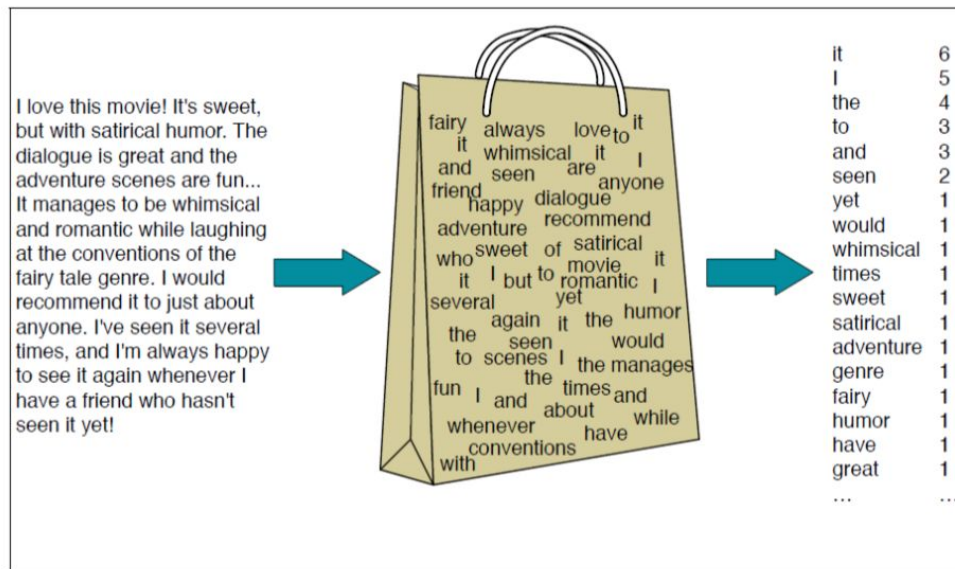 I love this movie! It's sweet,
but with satirical humor. The
dialogue is great and the
adventure scenes are fun...
It manages to be whimsical
and romantic while laughing
at the conventions of the
fairy tale genre. I would
recommend it to just about
anyone. I've seen it several
times, and I'm always happy
to see it again whenever I
have a friend who hasn't
seen it yet!
fairy always love to it
it whimsical it I
and seen are anyone
friend happy dialogue
adventure recommend
who sweet of satirical
it I but to movie it
romantic I
several yet
again it the humor
the seen would
to scenes I the manages
fun the times and
I and about while
whenever have
conventions
with
it 6
I 5
the 4
to 3
and 3
seen 2
yet 1
would 1
whimsical 1
times 1
sweet 1
satirical 1
adventure 1
genre 1
fairy 1
humor 1
have 1
great 1
... ...